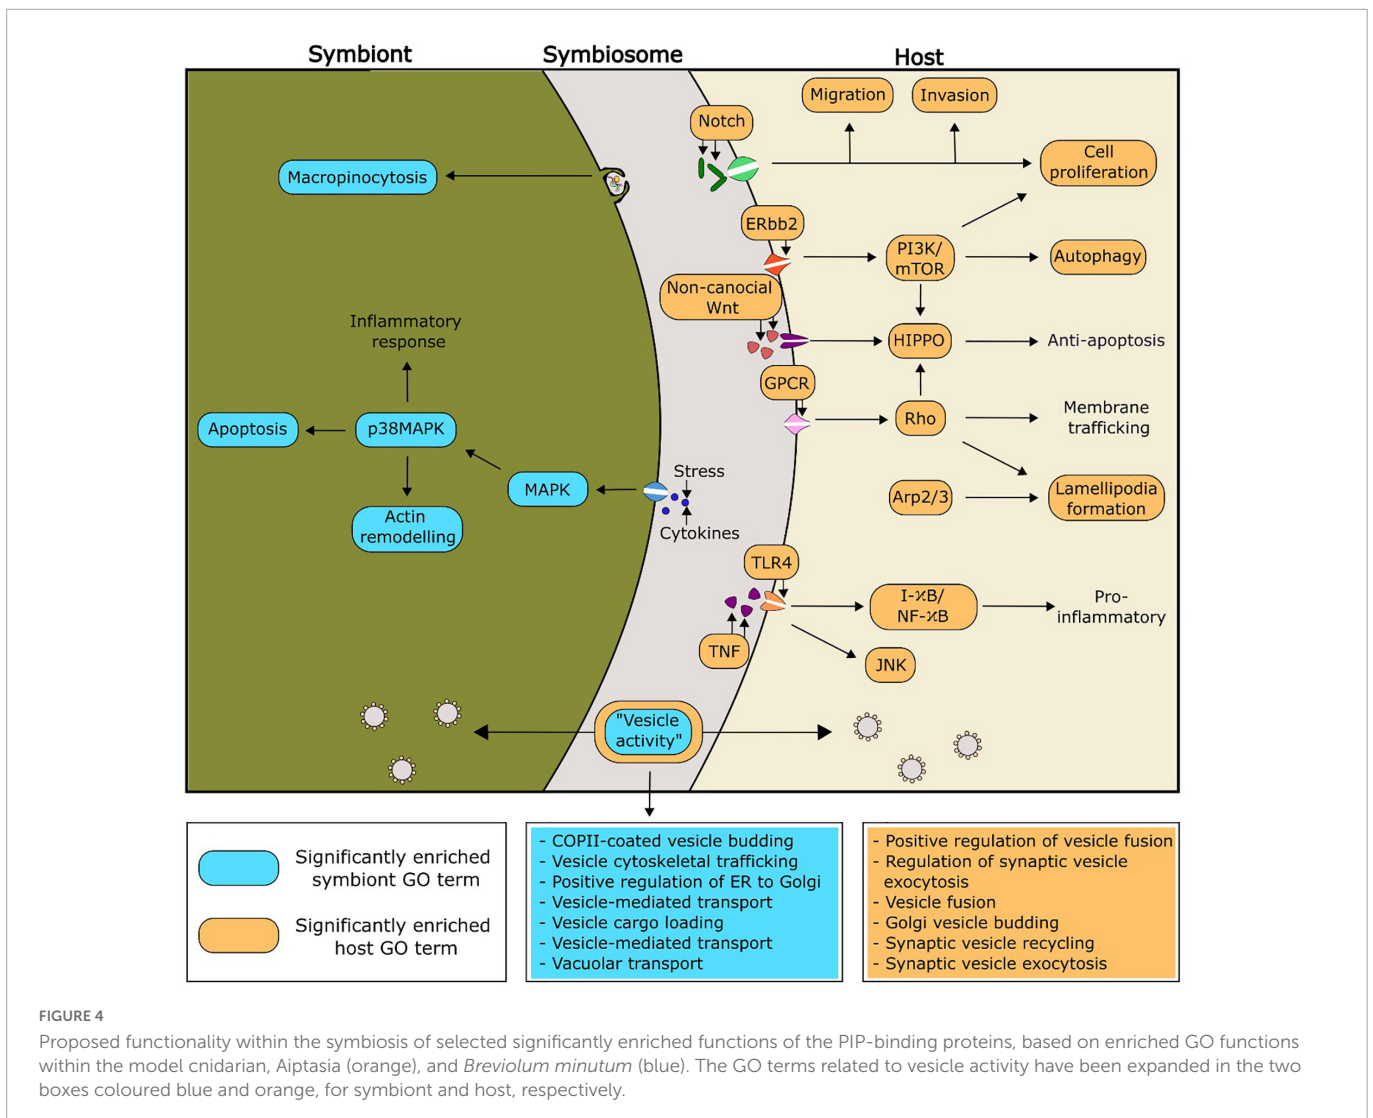 Symbiont
Symbiosome
Host
Migration
Invasion
Notch
Cell
proliferation
Macropinocytosis
ERbb2
PI3K/
mTOR
Autophagy
Non-canocial
Wnt
Inflammatory
response
HIPPO
Anti-apoptosis
GPCR
Apoptosis
p38MAPK
Rho
Membrane
trafficking
Stress
MAPK
Arp2/3
Lamellipodia
formation
Actin
remodelling
Cytokines
TLR4
I-ϰB/
NF-ϰB
Pro-
inflammatory
TNF
JNK
"Vesicle
activity"
Significantly enriched
symbiont GO term
Significantly enriched
host GO term
- COPII-coated vesicle budding
- Vesicle cytoskeletal trafficking
- Positive regulation of ER to Golgi
- Vesicle-mediated transport
- Vesicle cargo loading
- Vesicle-mediated transport
- Vacuolar transport
- Positive regulation of vesicle fusion
- Regulation of synaptic vesicle
exocytosis
- Vesicle fusion
- Golgi vesicle budding
- Synaptic vesicle recycling
- Synaptic vesicle exocytosis
FIGURE 4
Proposed functionality within the symbiosis of selected significantly enriched functions of the PIP-binding proteins, based on enriched GO functions
within the model cnidarian, Aiptasia (orange), and Breviolum minutum (blue). The GO terms related to vesicle activity have been expanded in the two
boxes coloured blue and orange, for symbiont and host, respectively.